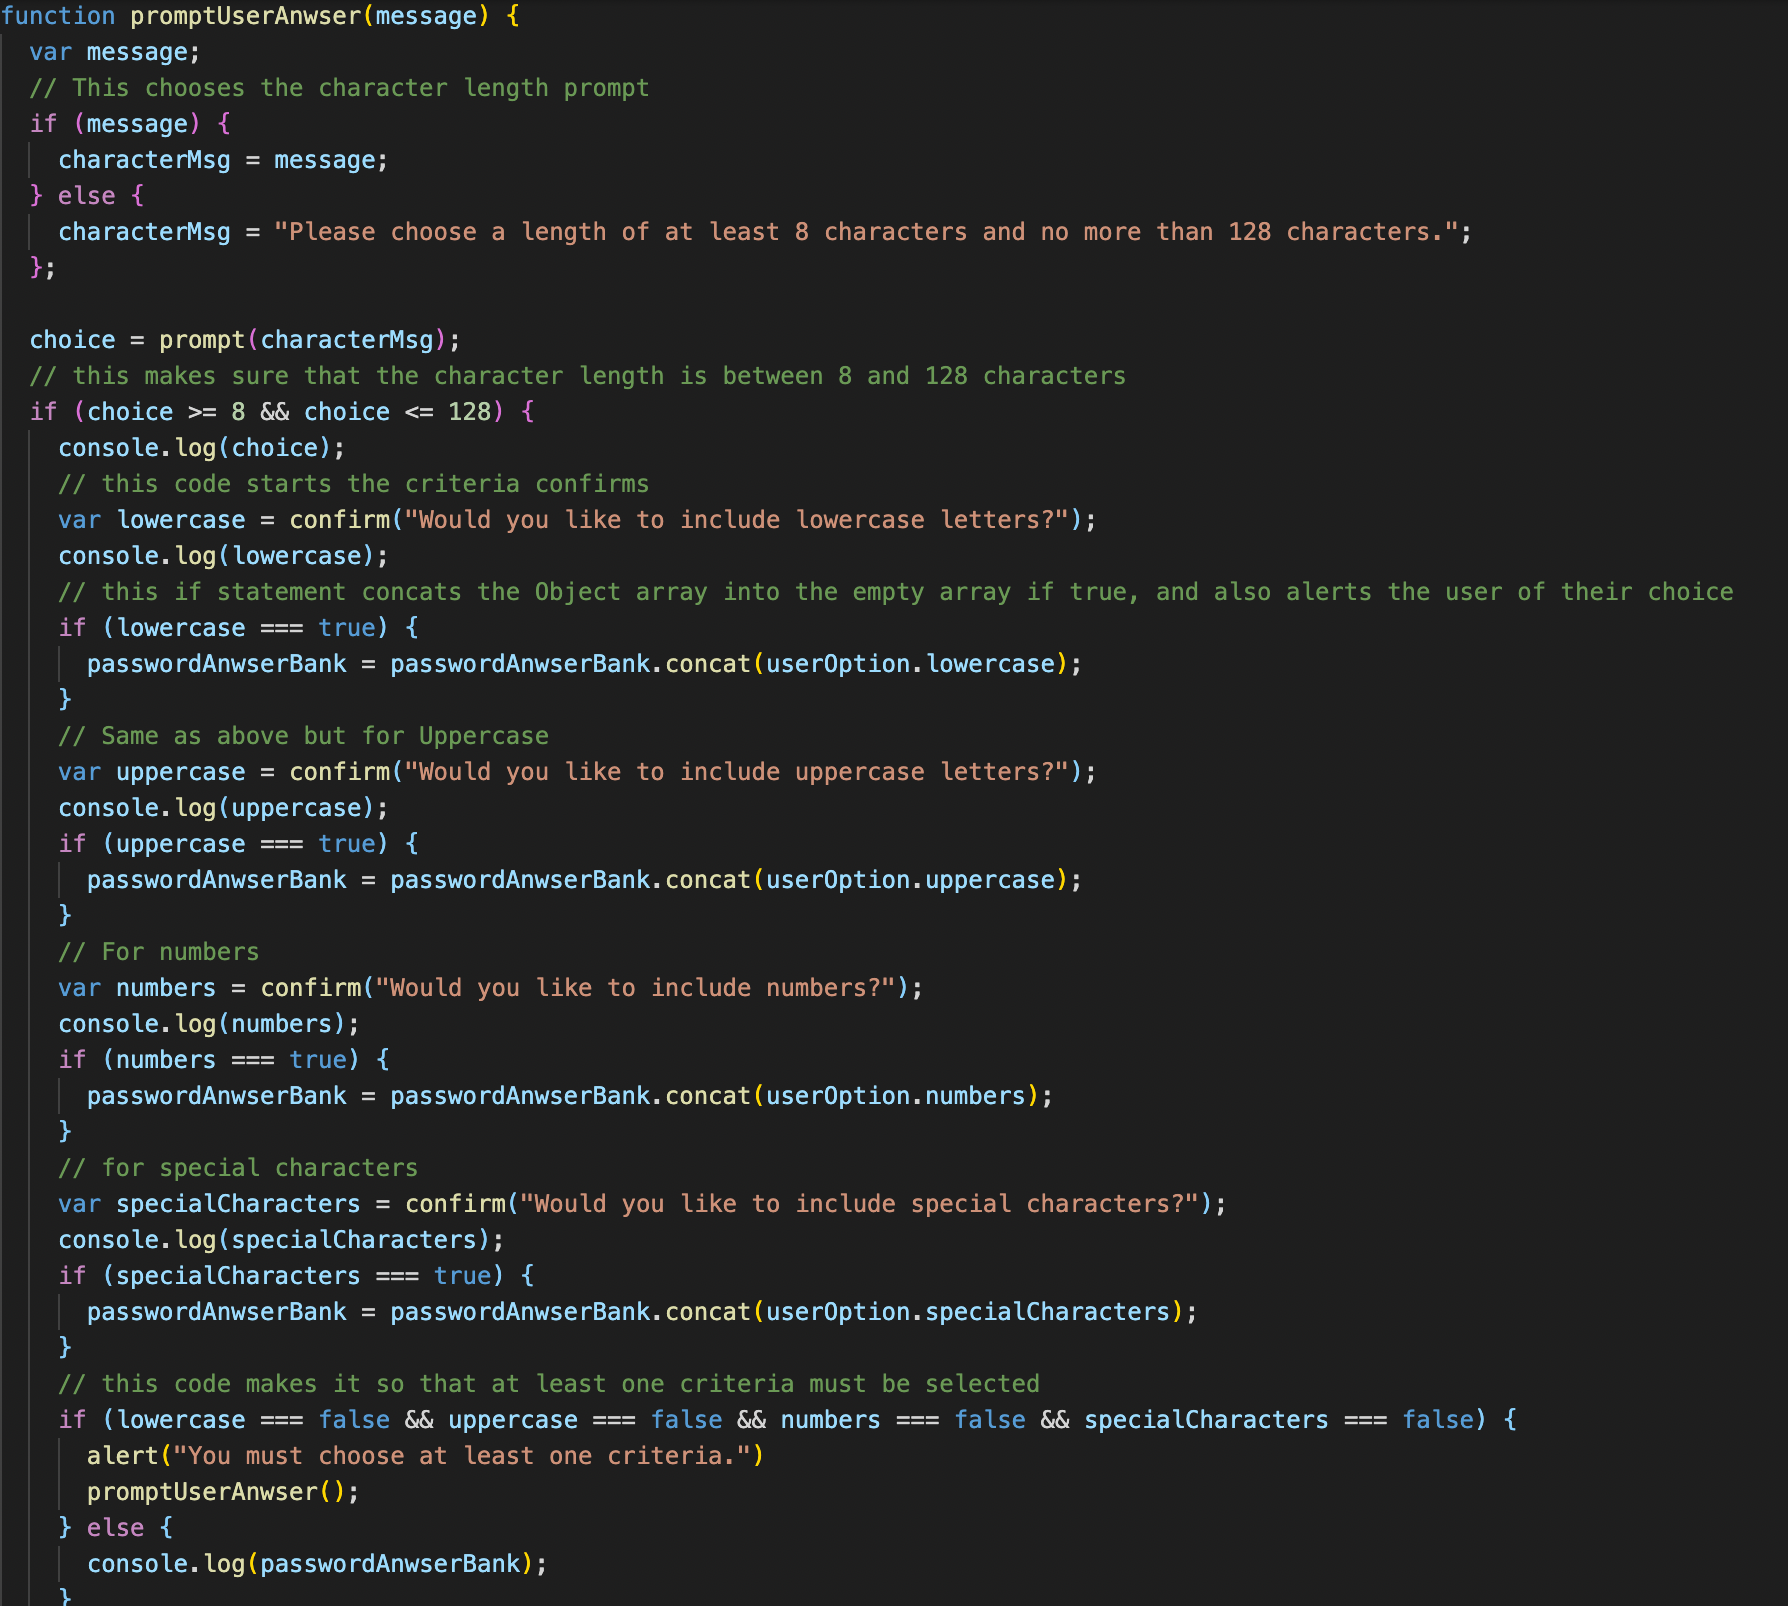 function promptUserAnwser(message) {
  var message;
  // This chooses the character length prompt
  if (message) {
    characterMsg = message;
  } else {
    characterMsg = "Please choose a length of at least 8 characters and no more than 128 characters.";
  };

  choice = prompt(characterMsg);
  // this makes sure that the character length is between 8 and 128 characters
  if (choice >= 8 && choice <= 128) {
    console.log(choice);
    // this code starts the criteria confirms
    var lowercase = confirm("Would you like to include lowercase letters?");
    console.log(lowercase);
    // this if statement concats the Object array into the empty array if true, and also alerts the user of their choice
    if (lowercase === true) {
      passwordAnwserBank = passwordAnwserBank.concat(userOption.lowercase);
    }
    // Same as above but for Uppercase
    var uppercase = confirm("Would you like to include uppercase letters?");
    console.log(uppercase);
    if (uppercase === true) {
      passwordAnwserBank = passwordAnwserBank.concat(userOption.uppercase);
    }
    // For numbers
    var numbers = confirm("Would you like to include numbers?");
    console.log(numbers);
    if (numbers === true) {
      passwordAnwserBank = passwordAnwserBank.concat(userOption.numbers);
    }
    // for special characters
    var specialCharacters = confirm("Would you like to include special characters?");
    console.log(specialCharacters);
    if (specialCharacters === true) {
      passwordAnwserBank = passwordAnwserBank.concat(userOption.specialCharacters);
    }
    // this code makes it so that at least one criteria must be selected
    if (lowercase === false && uppercase === false && numbers === false && specialCharacters === false) {
      alert("You must choose at least one criteria.")
      promptUserAnwser();
    } else {
      console.log(passwordAnwserBank);
    }